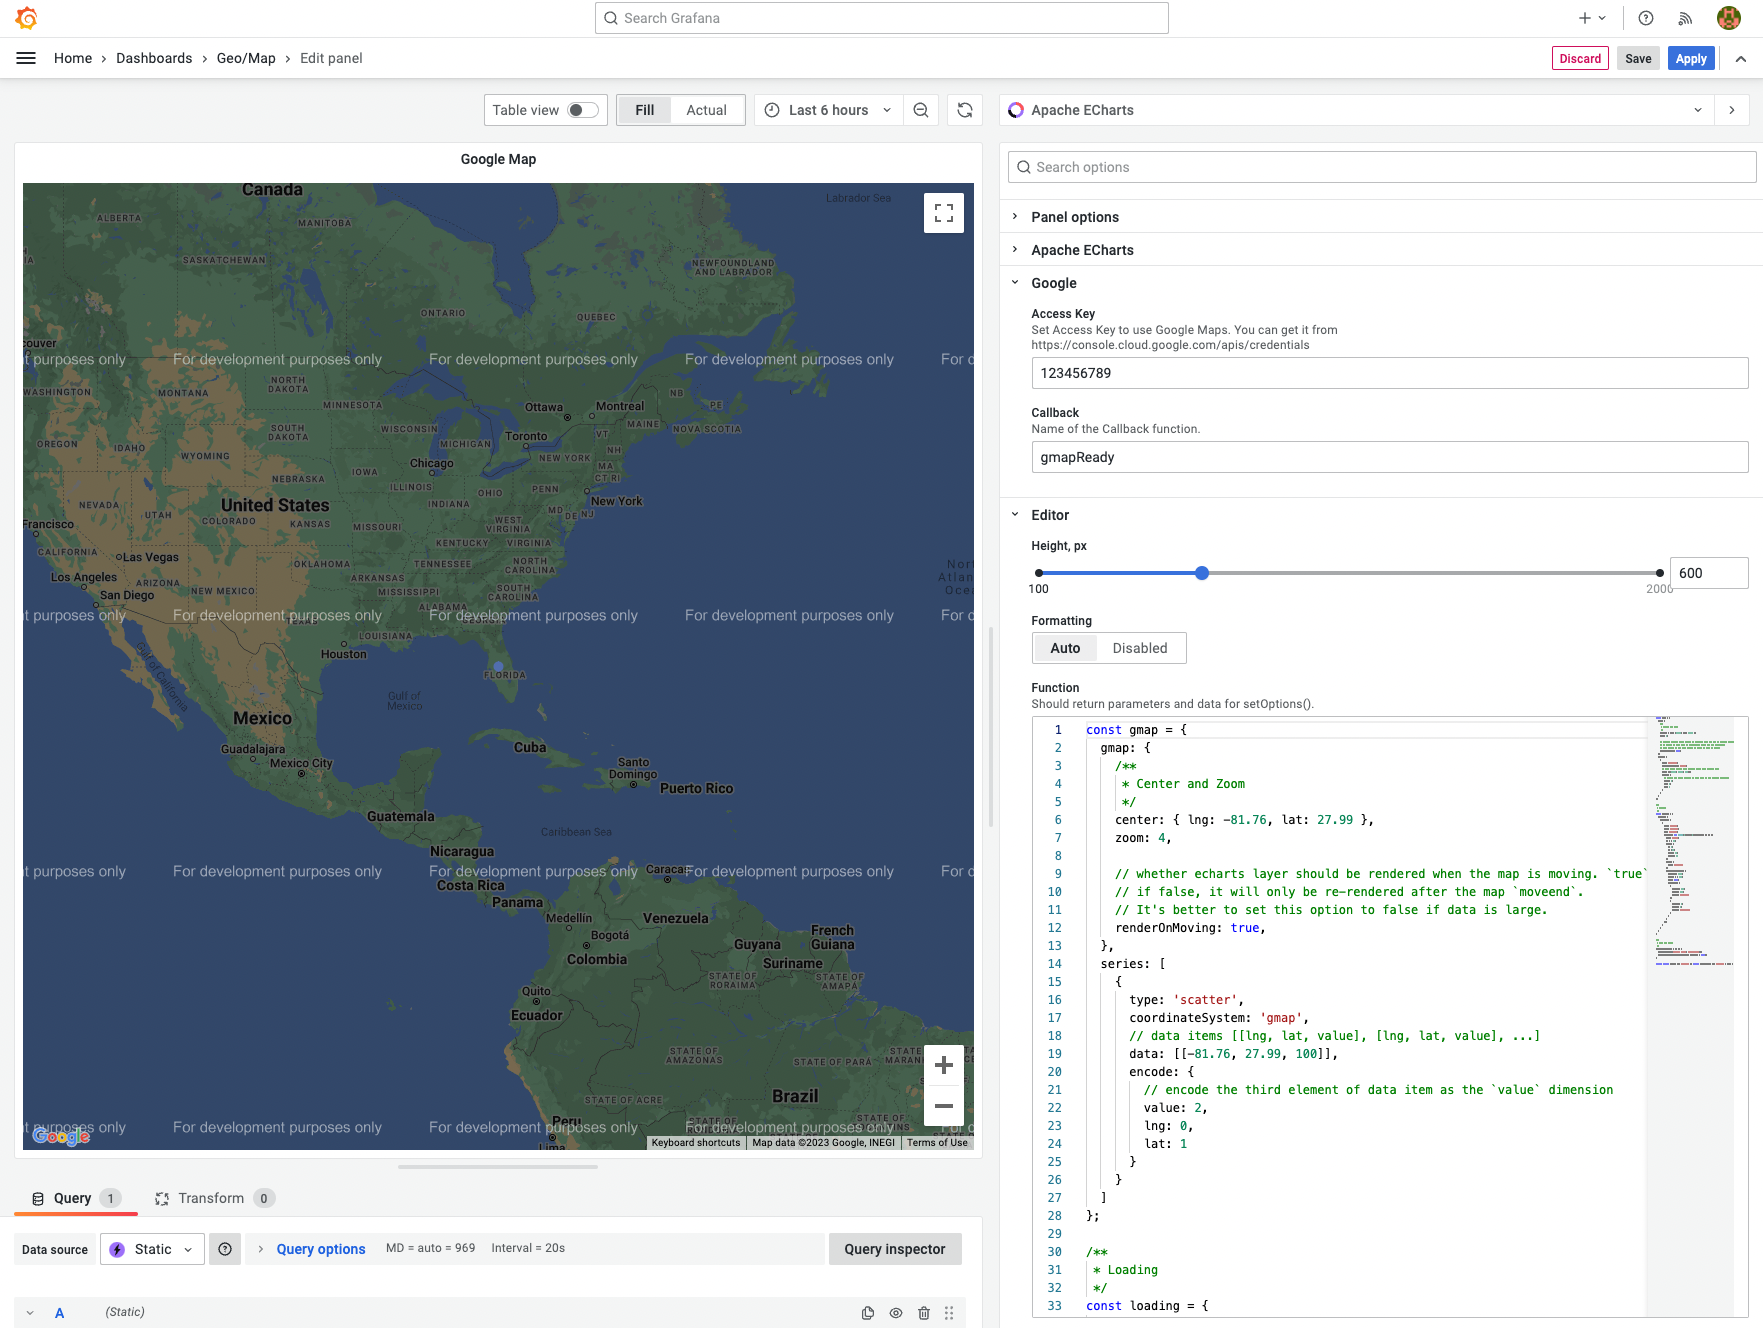 Search Grafana
Home › Dashboards › Geo/Map › Edit panel
Discard
Save
Apply
Table view
Fill
Actual
Last 6 hours
Apache ECharts
Google Map
Canada
Labrador Sea
ALBERTA
MANITOBA
SASKATCHEWAN
NEWFOUNDLAND
AND LABRADOR
ONTARIO
QUEBEC
couver
t purposes only
For development purposes only
For development purposes only
For development purposes only
For d
WASHINGTON
MONTANA
NORTH
DAKOTA
MINNESOTA
Ottawa
Montreal
NB
PE
MAINE
NOVA SCOTIA
OREGON
IDAHO
SOUTH
DAKOTA
WISCONSIN
MICHIGAN
Toronto
VT
NH
WYOMING
Chicago
NEW YORK
MA
CT RI
IOWA
NEBRASKA
ILLINOIS
INDIANA
OHIO
PENN
New York
NEVADA
UTAH
United States
COLORADO
KANSAS
MISSOURI
WEST
VIRGINIA
MD
DE
NJ
Francisco
CALIFORNIA
Las Vegas
KENTUCKY
VIRGINIA
OKLAHOMA
TENNESSEE
NORTH
CAROLINA
Los Angeles
ARIZONA
NEW MEXICO
ARKANSAS
MISSISSIPPI
SOUTH
CAROLINA
San Diego
ALABAMA
t purposes only
For development purposes only
For development purposes only
For development purposes only
For d
TEXAS
GEORGIA
LOUISIANA
Houston
FLORIDA
Gulf of California
Gulf of
Mexico
Mexico
Guadalajara
Mexico City
Cuba
Santo
Domingo
Puerto Rico
Guatemala
Caribbean Sea
Nicaragua
t purposes only
For development purposes only
For development purposes only
For development purposes only
For d
Caracas
Costa Rica
Panama
Medellín
Venezuela
Bogotá
Guyana
French
Guiana
Colombia
Suriname
STATE OF
RORAIMA
STATE OF
AMAPÁ
Quito
Ecuador
STATE OF
AMAZONAS
STATE OF PARÁ
STATE
MARAN
STATE OF ACRE
Brazil
Peru
STATE OF
TOCANTINS
Google
t purposes only
For development purposes only
For development purposes only
For development purposes only
For d
Lima
Keyboard shortcuts
Map data ©2023 Google, INEGI
Terms of Use
Query 1
Transform 0
Data source
Static
Query options
MD = auto = 969
Interval = 20s
Query inspector
A
(Static)
Search options
Panel options
Apache ECharts
Google
Access Key
Set Access Key to use Google Maps. You can get it from
https://console.cloud.google.com/apis/credentials
123456789
Callback
Name of the Callback function.
gmapReady
Editor
Height, px
100
2000
600
Formatting
Auto
Disabled
Function
Should return parameters and data for setOptions().
1 const gmap = {
2 gmap: {
3 /**
4 * Center and Zoom
5 */
6 center: { lng: -81.76, lat: 27.99 },
7 zoom: 4,
8
9 // whether echarts layer should be rendered when the map is moving. `true`
10 // if false, it will only be re-rendered after the map `moveend`.
11 // It's better to set this option to false if data is large.
12 renderOnMoving: true,
13 },
14 series: [
15 {
16 type: 'scatter',
17 coordinateSystem: 'gmap',
18 // data items [[lng, lat, value], [lng, lat, value], ...]
19 data: [[-81.76, 27.99, 100]],
20 encode: {
21 // encode the third element of data item as the `value` dimension
22 value: 2,
23 lng: 0,
24 lat: 1
25 }
26 }
27 ]
28 };
29
30 /**
31 * Loading
32 */
33 const loading = {